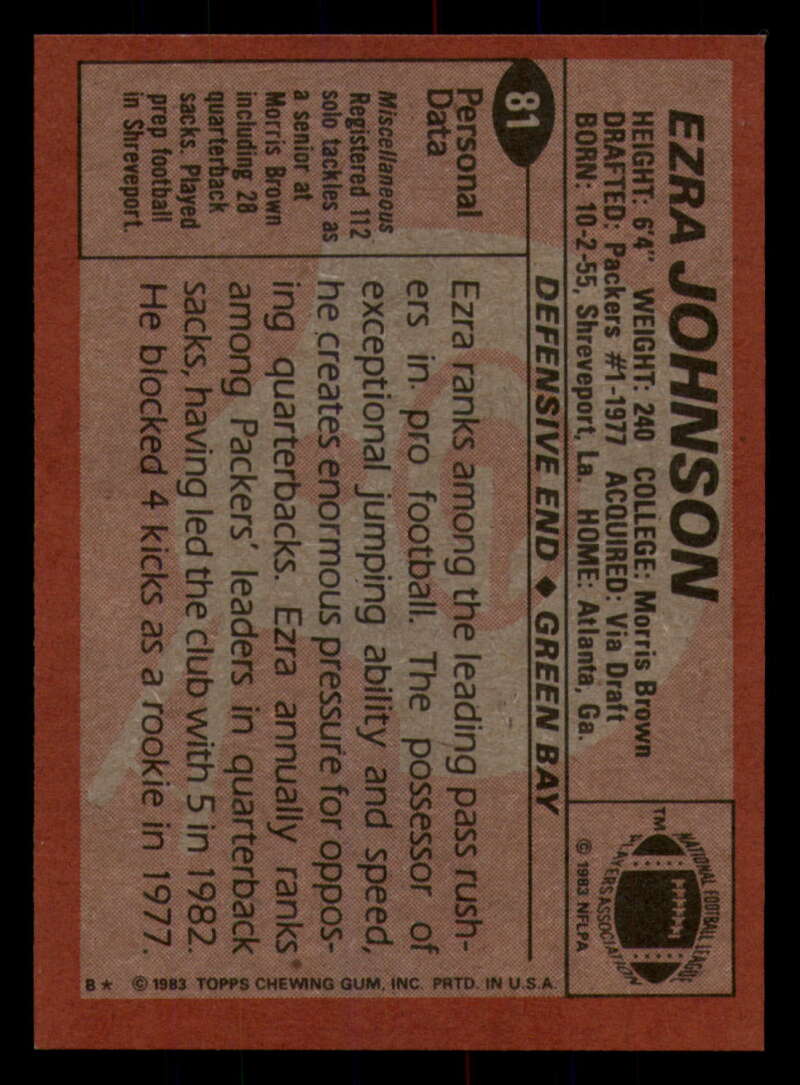 EZRA JOHNSON
HEIGHT: 6'4" WEIGHT: 240 COLLEGE: Morris Brown
DRAFTED: Packers #1-1977 ACQUIRED: Via Draft
BORN: 10-2-55, Shreveport, La. HOME: Atlanta, Ga.
TM
NATIONAL FOOTBALL LEAGUE
PLAYERS ASSOCIATION
© 1983 NFLPA
81
DEFENSIVE END ♦ GREEN BAY
Personal
Data
Miscellaneous
Registered 112
solo tackles as
a senior at
Morris Brown
including 28
quarterback
sacks. Played
prep football
in Shreveport.
Ezra ranks among the leading pass rush-
ers in pro football. The possessor of
exceptional jumping ability and speed,
he creates enormous pressure for oppos-
ing quarterbacks. Ezra annually ranks
among Packers' leaders in quarterback
sacks, having led the club with 5 in 1982.
He blocked 4 kicks as a rookie in 1977.
B★ © 1983 TOPPS CHEWING GUM, INC. PRTD. IN U.S.A.